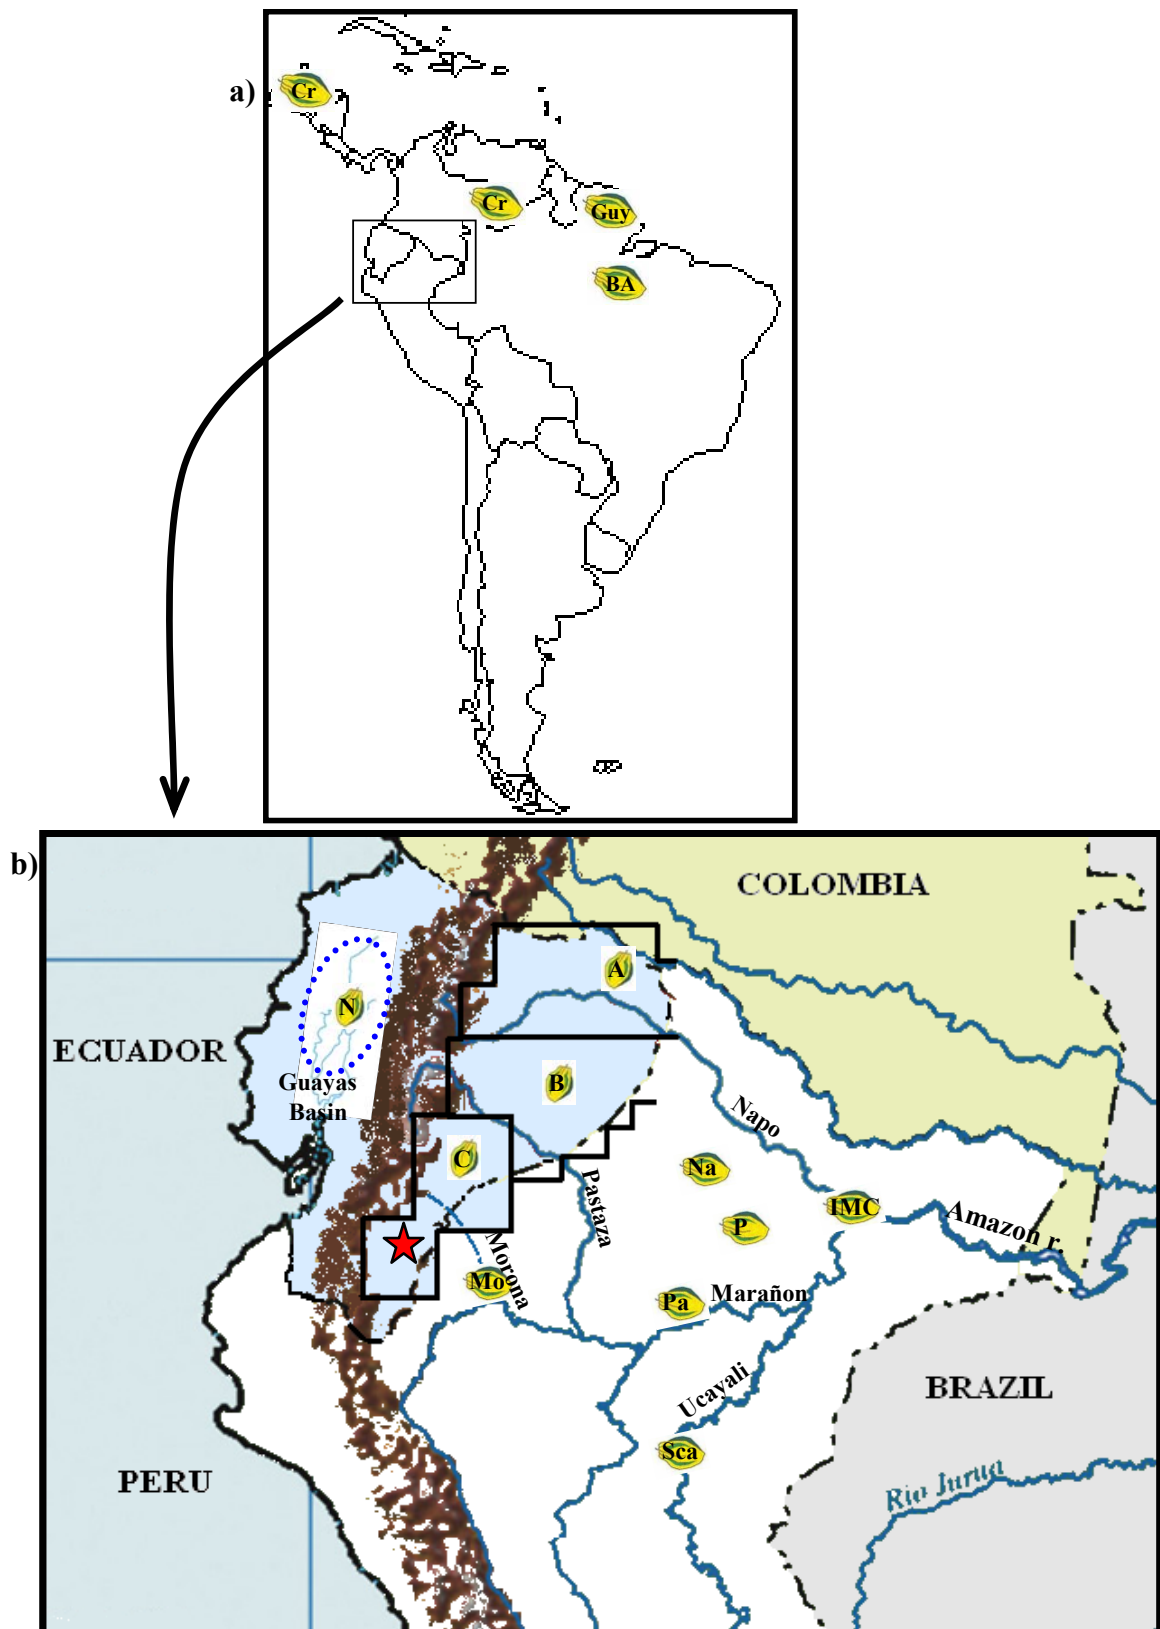 a)
Cr
Cr
Guy
BA
b)
COLOMBIA
A
N
ECUADOR
Guayas
Basin
B
Napo
C
Na
Pastaza
IMC
P
Amazon r.
Morona
Mo
Pa
Marañon
Ucayali
BRAZIL
Sca
PERU
Rio Jurua